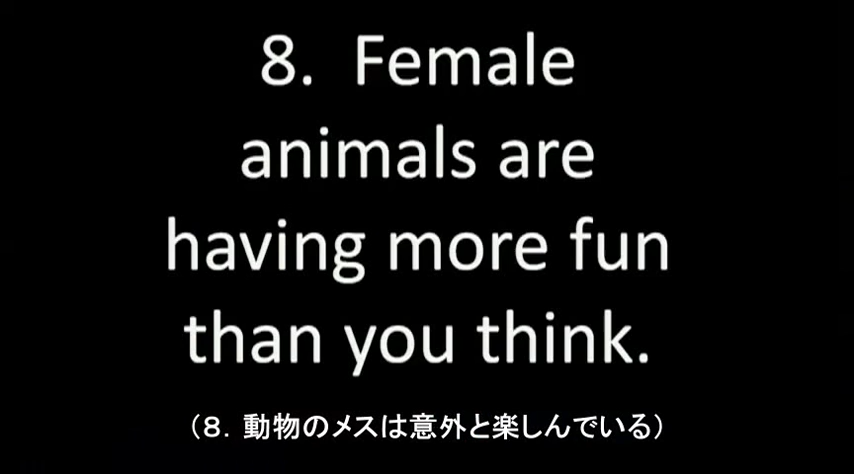 8.  Female
animals are
having more fun
than you think.
（８．動物のメスは意外と楽しんでいる）